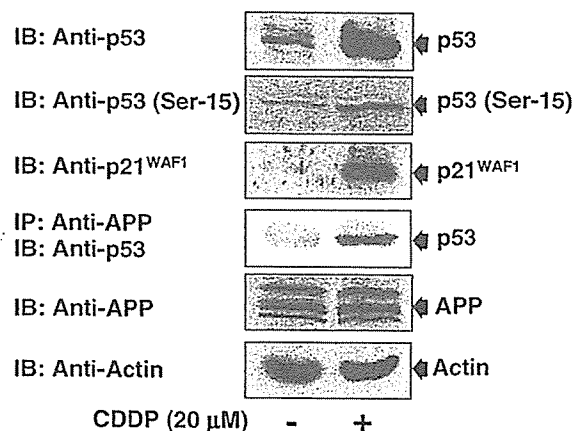 IB: Anti-p53 p53
IB: Anti-p53 (Ser-15) p53 (Ser-15)
IB: Anti-p21WAF1 p21WAF1
IP: Anti-APP
IB: Anti-p53 p53
IB: Anti-APP APP
IB: Anti-Actin Actin
CDDP (20 µM) - +